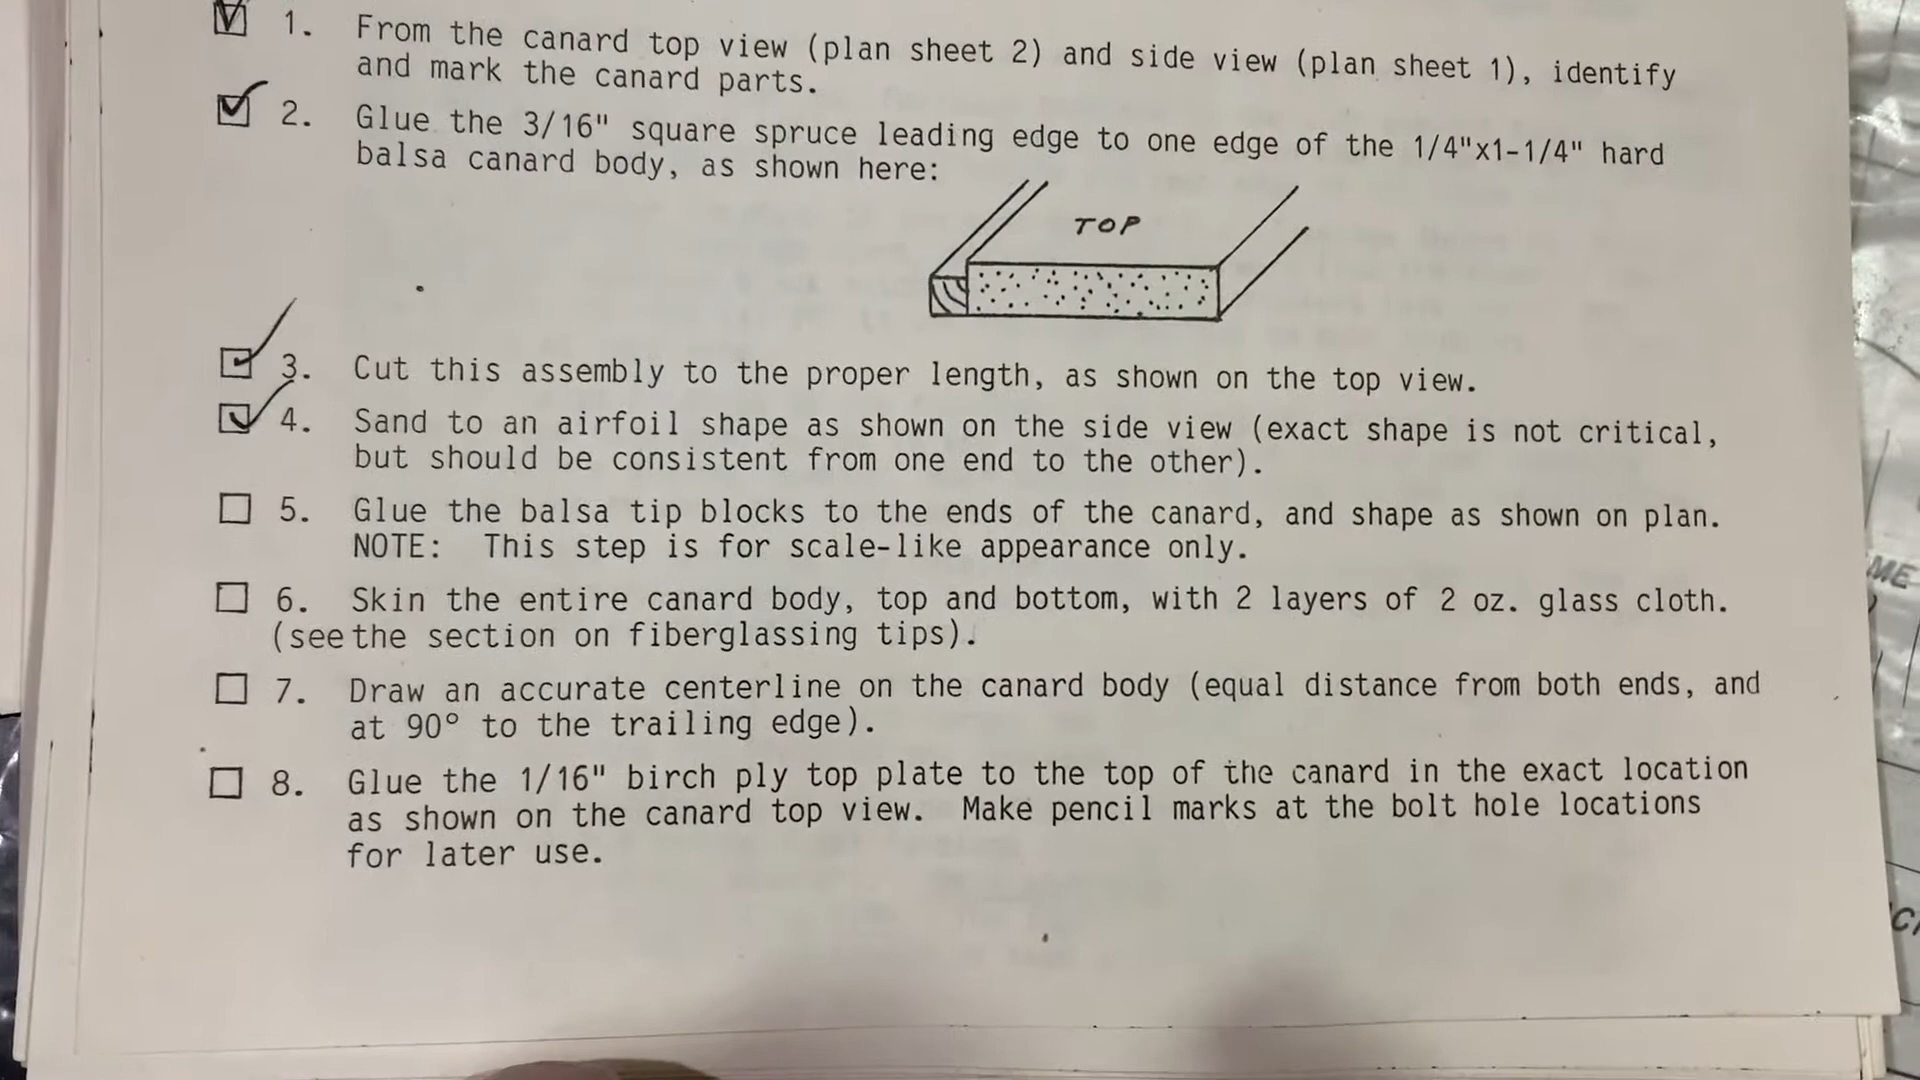 1. From the canard top view (plan sheet 2) and side view (plan sheet 1), identify
and mark the canard parts.
2. Glue the 3/16" square spruce leading edge to one edge of the 1/4"x1-1/4" hard
balsa canard body, as shown here:
TOP
3. Cut this assembly to the proper length, as shown on the top view.
4. Sand to an airfoil shape as shown on the side view (exact shape is not critical,
but should be consistent from one end to the other).
5. Glue the balsa tip blocks to the ends of the canard, and shape as shown on plan.
NOTE: This step is for scale-like appearance only.
6. Skin the entire canard body, top and bottom, with 2 layers of 2 oz. glass cloth.
(see the section on fiberglassing tips).
7. Draw an accurate centerline on the canard body (equal distance from both ends, and
at 90° to the trailing edge).
8. Glue the 1/16" birch ply top plate to the top of the canard in the exact location
as shown on the canard top view. Make pencil marks at the bolt hole locations
for later use.